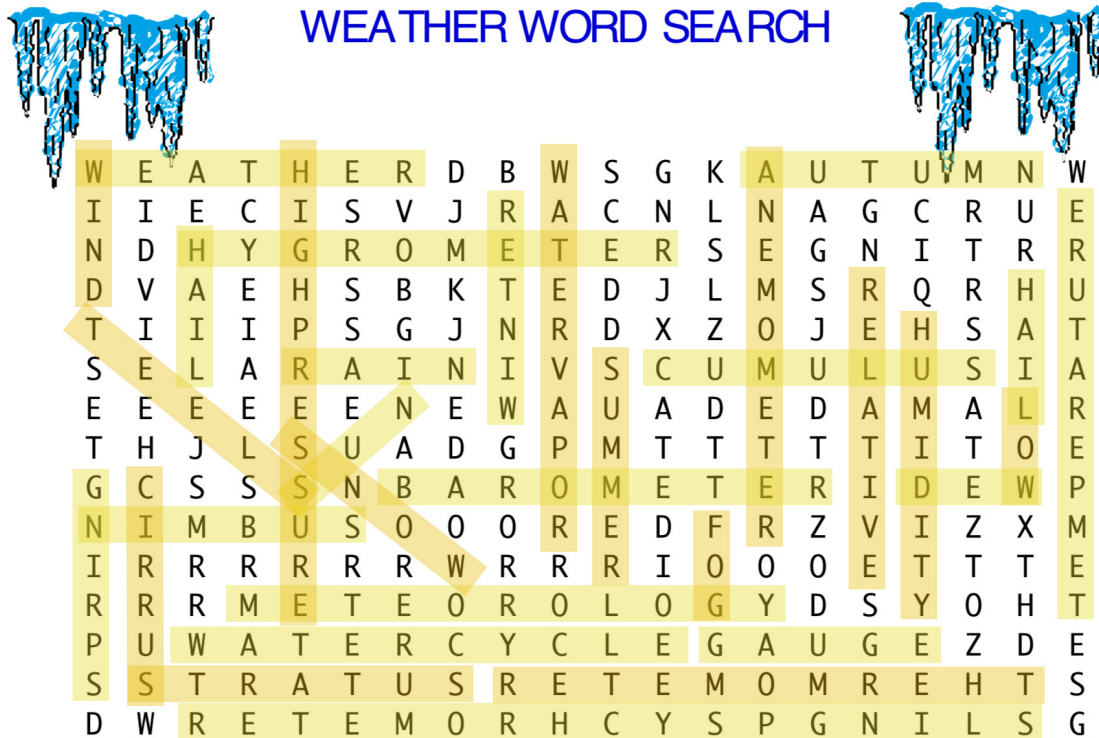 WEATHER WORD SEARCH
W E A T H E R D B W S G K A U T U M N W
I I E C I S V J R A C N L N A G C R U E
N D H Y G R O M E T E R S E G N I T R R
D V A E H S B K T E D J L M S R Q R H U
T I I I P S G J N R D X Z O J E H S A T
S E L A R A I N I V S C U M U L U S I A
E E E E E E N E W A U A D E D A M A L R
T H J L S U A D G P M T T T T T I T O E
G C S S S N B A R O M E T E R I D E W P
N I M B U S O O O R E D F R Z V I Z X M
I R R R R R R W R R R I O O O E T T T E
R R R M E T E O R O L O G Y D S Y O H T
P U W A T E R C Y C L E G A U G E Z D E
S S T R A T U S R E T E M O M R E H T S
D W R E T E M O R H C Y S P G N I L S G